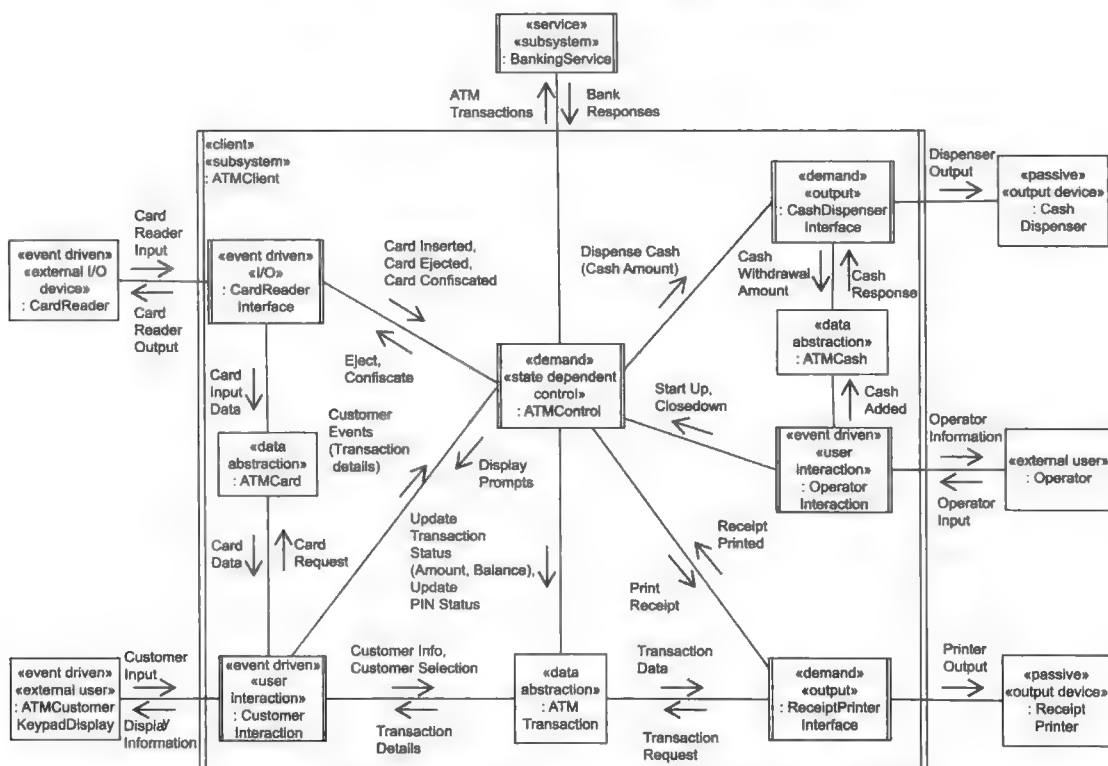 «service»
«subsystem»
: BankingService
ATM
Transactions
Bank
Responses
«client»
«subsystem»
: ATMClient
«demand»
«output»
: CashDispenser
Interface
Dispenser
Output
«passive»
«output device»
: Cash
Dispenser
Card
Reader
Input
«event driven»
«external I/O
device»
: CardReader
Card
Reader
Output
«event driven»
«I/O»
: CardReader
Interface
Card Inserted,
Card Ejected,
Card Confiscated
Eject,
Confiscate
Dispense Cash
(Cash Amount)
Cash
Withdrawal
Amount
Cash
Response
«data
abstraction»
: ATMCash
Cash
Added
«demand»
«state dependent
control»
: ATMControl
Start Up,
Closedown
Card
Input
Data
Customer
Events
(Transaction
details)
Display
Prompts
«data
abstraction»
: ATMCard
«event driven»
«user
interaction»
: Operator
Interaction
Operator
Information
«external user»
: Operator
Operator
Input
Card
Data
Card
Request
Update
Transaction
Status
(Amount, Balance),
Update
PIN Status
Receipt
Printed
Print
Receipt
Customer
Input
«event driven»
«external user»
: ATMCustomer
KeypadDisplay
Display
Information
«event driven»
«user
interaction»
: Customer
Interaction
Customer Info,
Customer Selection
Transaction
Details
«data
abstraction»
: ATM
Transaction
Transaction
Data
Transaction
Request
«demand»
«output»
: ReceiptPrinter
Interface
Printer
Output
«passive»
«output device»
: Receipt
Printer